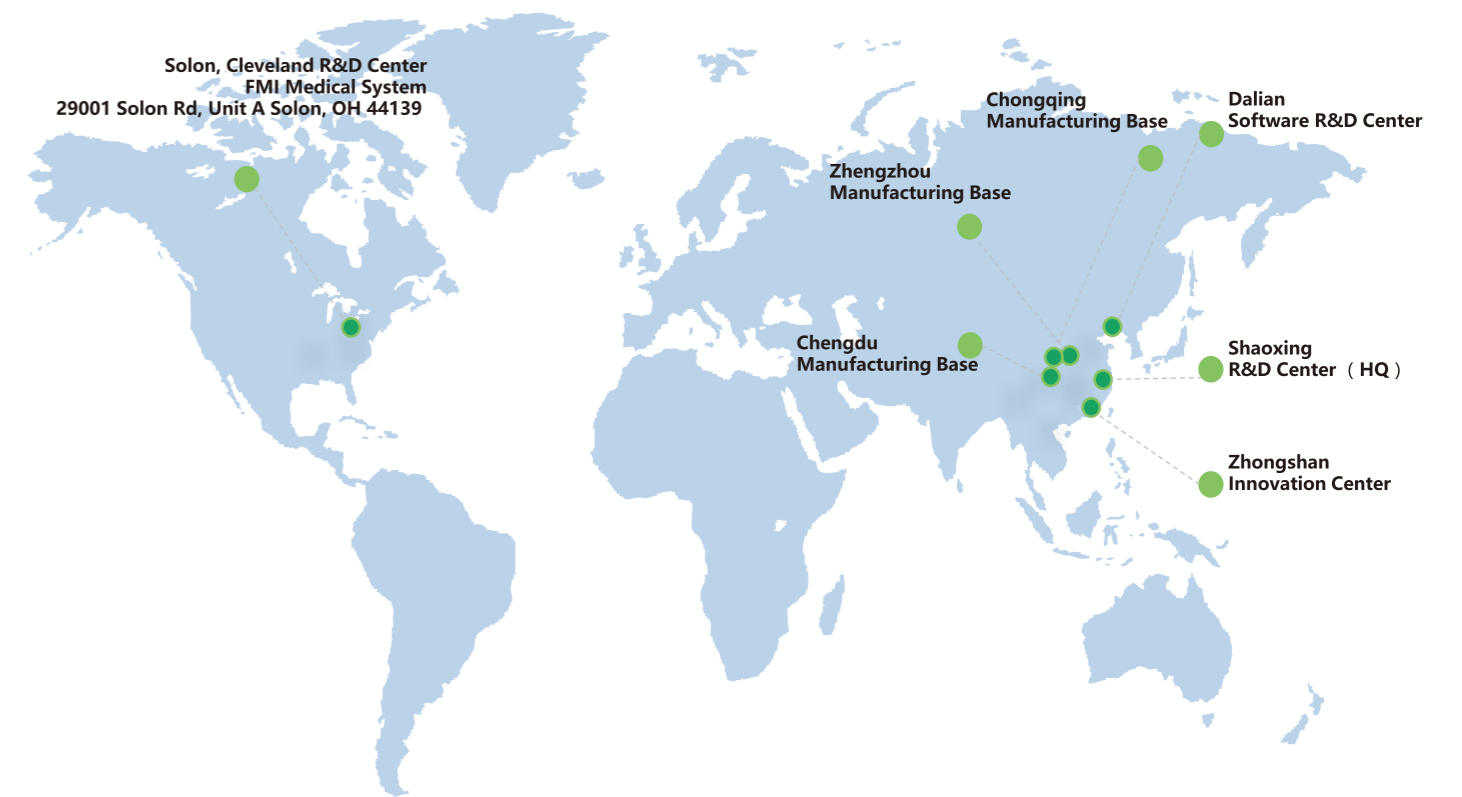 Solon, Cleveland R&D Center
FMI Medical System
29001 Solon Rd, Unit A Solon, OH 44139
Chongqing
Manufacturing Base
Dalian
Software R&D Center
Zhengzhou
Manufacturing Base
Chengdu
Manufacturing Base
Shaoxing
R&D Center（HQ）
Zhongshan
Innovation Center